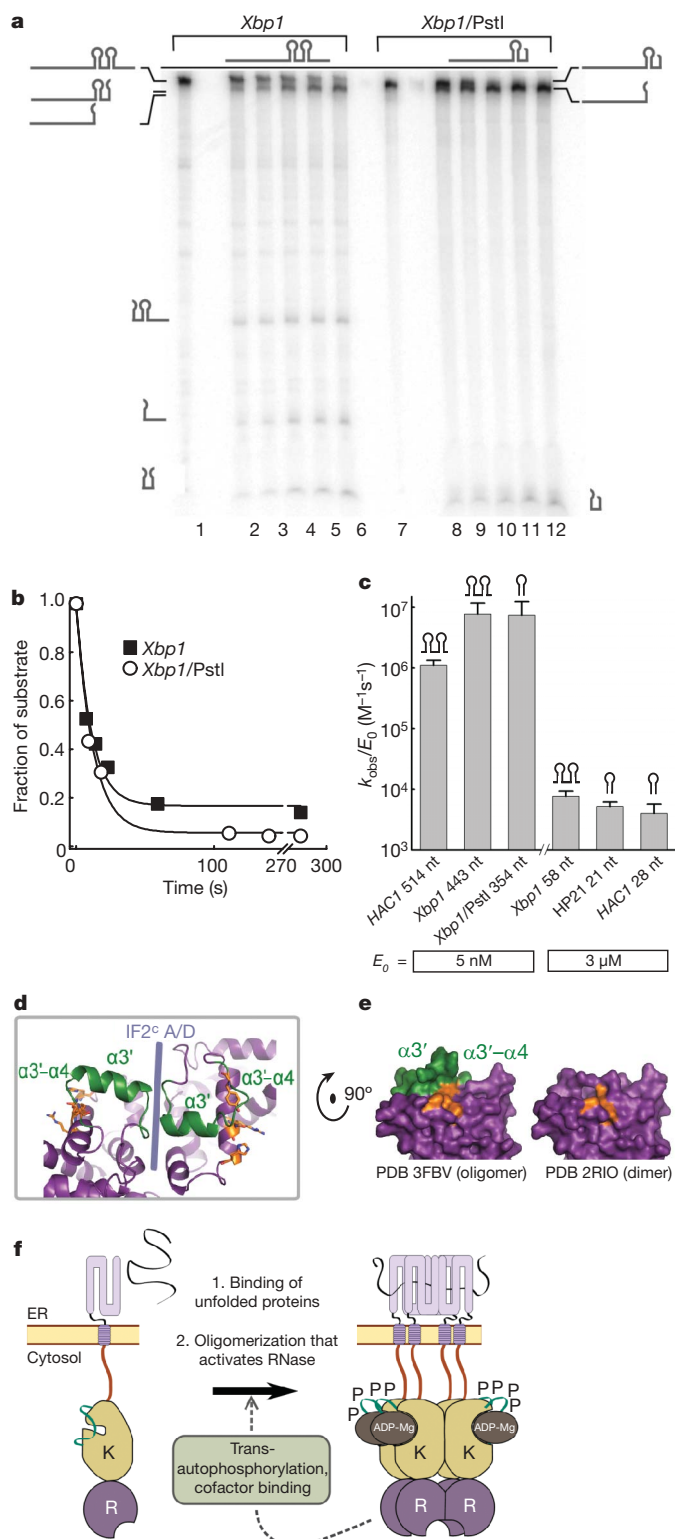 a
Xbp1
Xbp1/PstI
1 2 3 4 5 6 7 8 9 10 11 12
b
Fraction of substrate
1.0
0.8
0.6
0.4
0.2
0
Xbp1
Xbp1/PstI
0 100 270 300
Time (s)
c
kobs/E0 (M⁻¹s⁻¹)
10⁷
10⁶
10⁵
10⁴
10³
HAC1 514 nt
Xbp1 443 nt
Xbp1/PstI 354 nt
Xbp1 58 nt
HP21 21 nt
HAC1 28 nt
E0 = 5 nM 3 μM
d
IF2ᶜ A/D
α3′
α3′–α4
α3′–α4
α3′
90º
e
α3′ α3′–α4
PDB 3FBV (oligomer)
PDB 2RIO (dimer)
f
ER
Cytosol
K
R
1. Binding of
unfolded proteins
2. Oligomerization that
activates RNase
Trans-
autophosphorylation,
cofactor binding
P P P P
P P P P
ADP-Mg
ADP-Mg
K K
R R